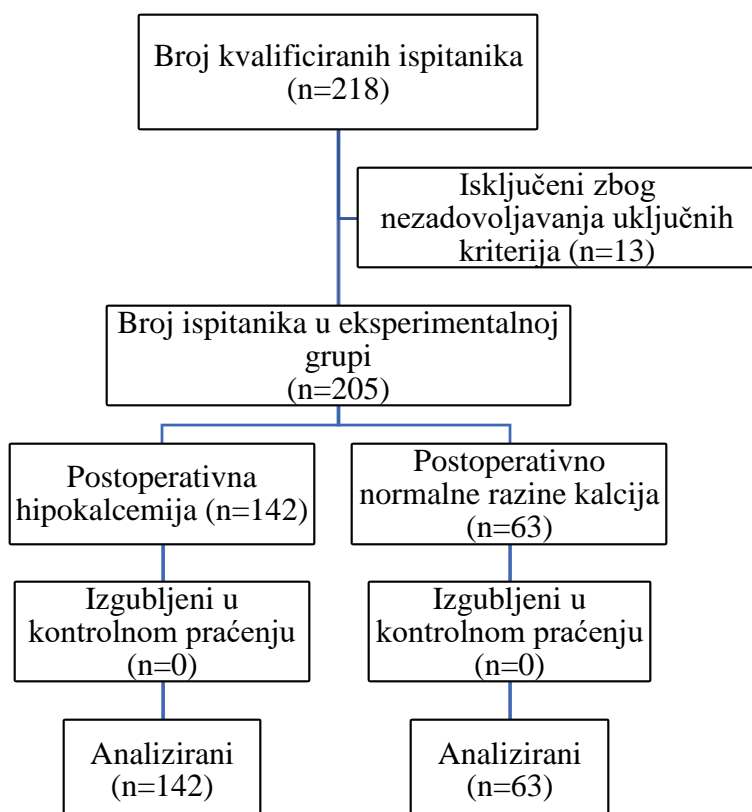 Broj kvalificiranih ispitanika
(n=218)
Isključeni zbog
nezadovoljavanja uključnih
kriterija (n=13)
Broj ispitanika u eksperimentalnoj
grupi
(n=205)
Postoperativna
hipokalcemija (n=142)
Postoperativno
normalne razine kalcija
(n=63)
Izgubljeni u
kontrolnom praćenju
(n=0)
Izgubljeni u
kontrolnom praćenju
(n=0)
Analizirani
(n=142)
Analizirani
(n=63)